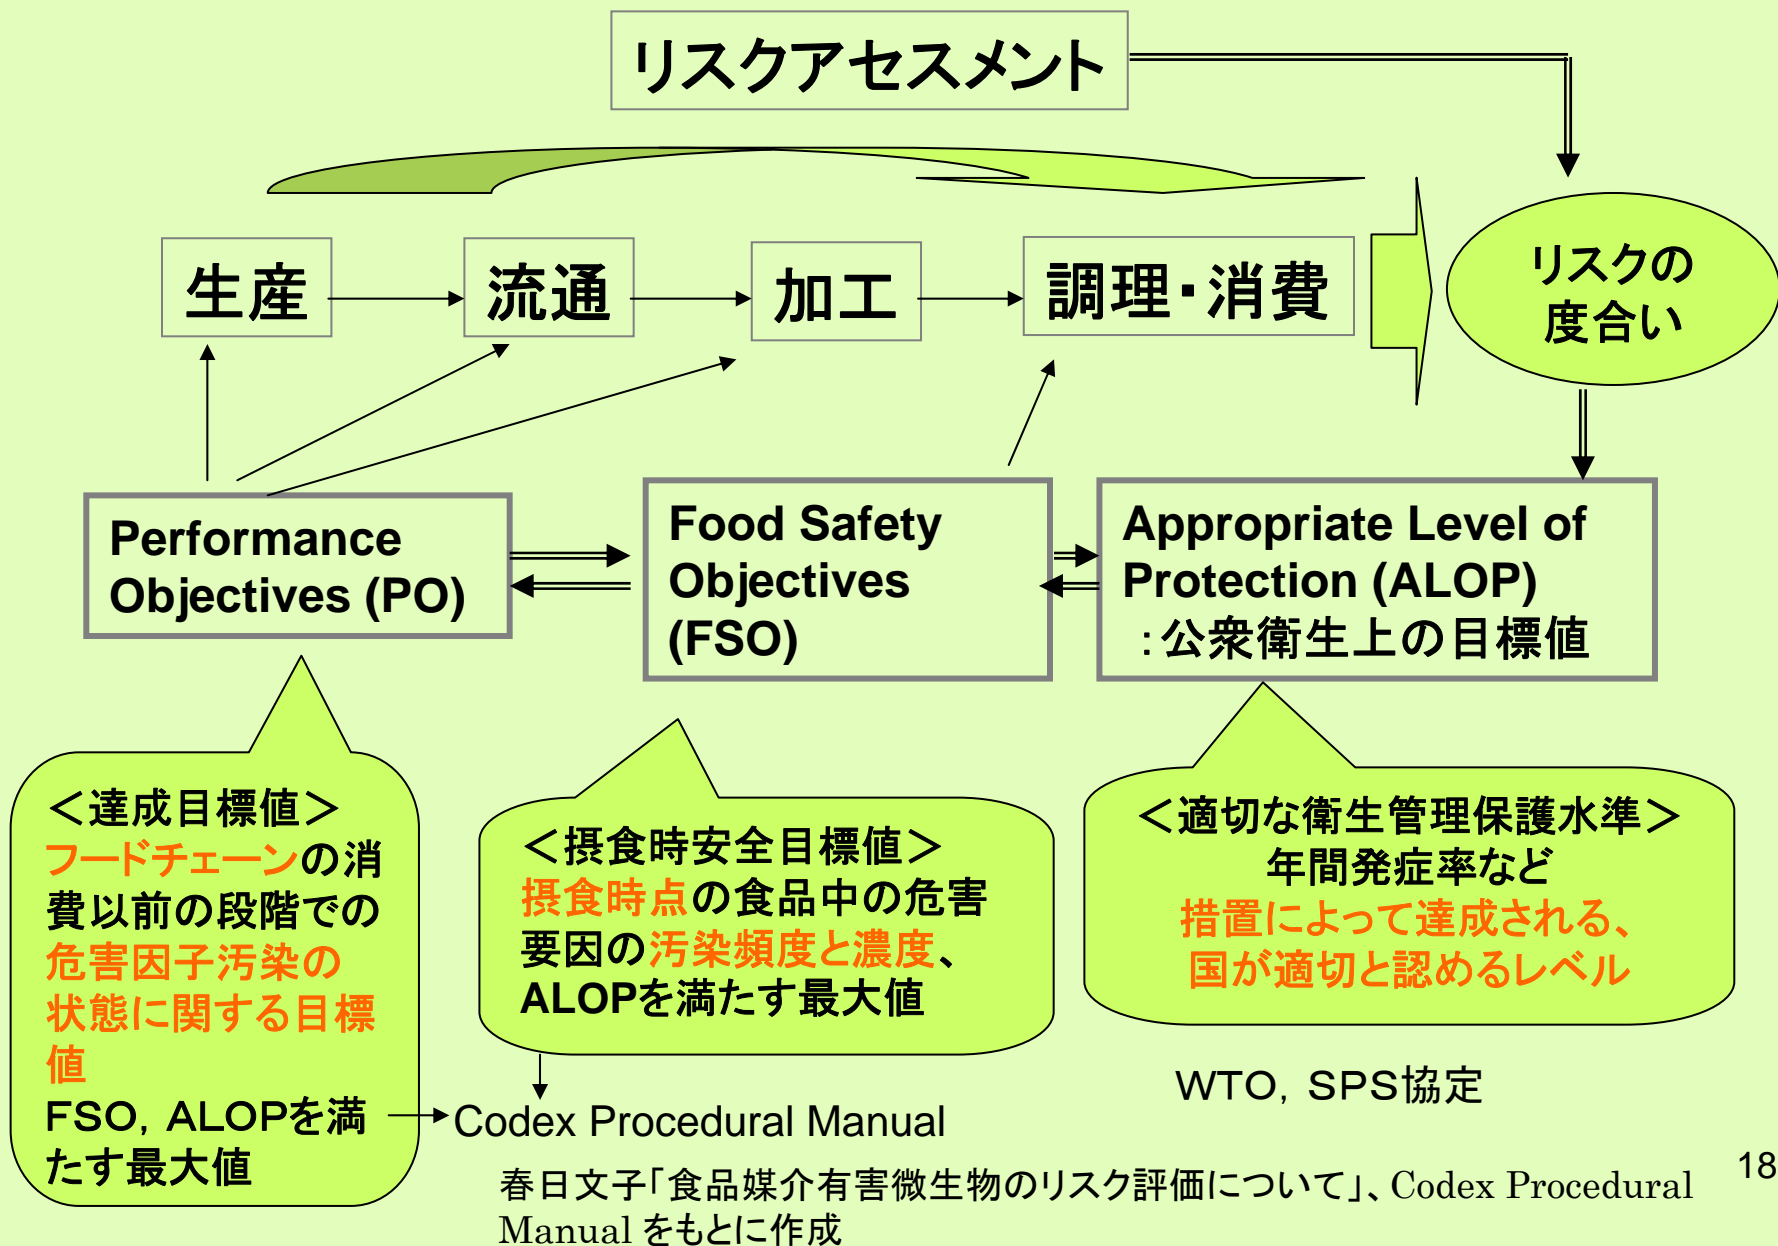 リスクアセスメント
生産
流通
加工
調理・消費
リスクの
度合い
Performance
Objectives (PO)
Food Safety
Objectives
(FSO)
Appropriate Level of
Protection (ALOP)
：公衆衛生上の目標値
＜達成目標値＞
フードチェーンの消
費以前の段階での
危害因子汚染の
状態に関する目標
値
FSO，ALOPを満
たす最大値
＜摂食時安全目標値＞
摂食時点の食品中の危害
要因の汚染頻度と濃度、
ALOPを満たす最大値
＜適切な衛生管理保護水準＞
年間発症率など
措置によって達成される、
国が適切と認めるレベル
WTO，SPS協定
Codex Procedural Manual
春日文子「食品媒介有害微生物のリスク評価について」、Codex Procedural
Manual をもとに作成
18